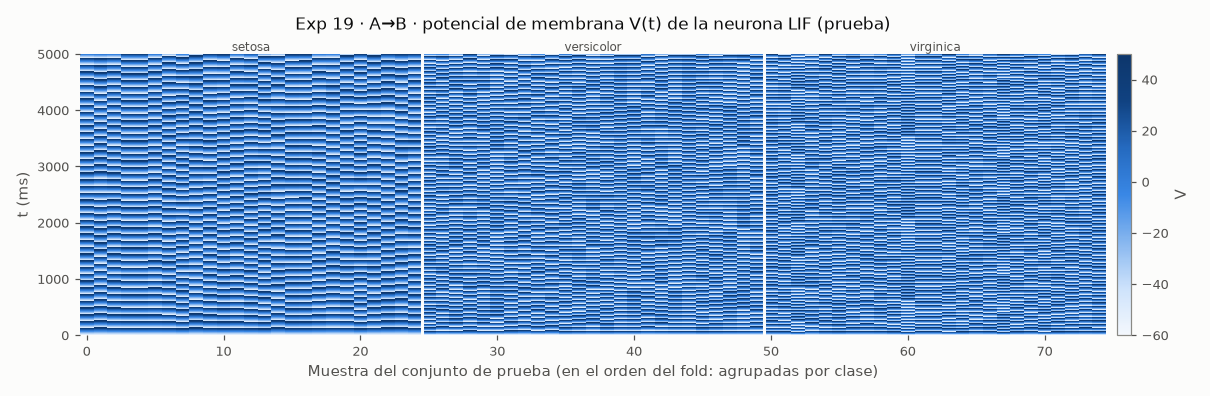 Exp 19 · A→B · potencial de membrana V(t) de la neurona LIF (prueba)
setosa versicolor virginica
5000
4000
3000
2000
1000
0
t (ms)
0 10 20 30 40 50 60 70
Muestra del conjunto de prueba (en el orden del fold: agrupadas por clase)
40
20
0
−20
−40
−60
V